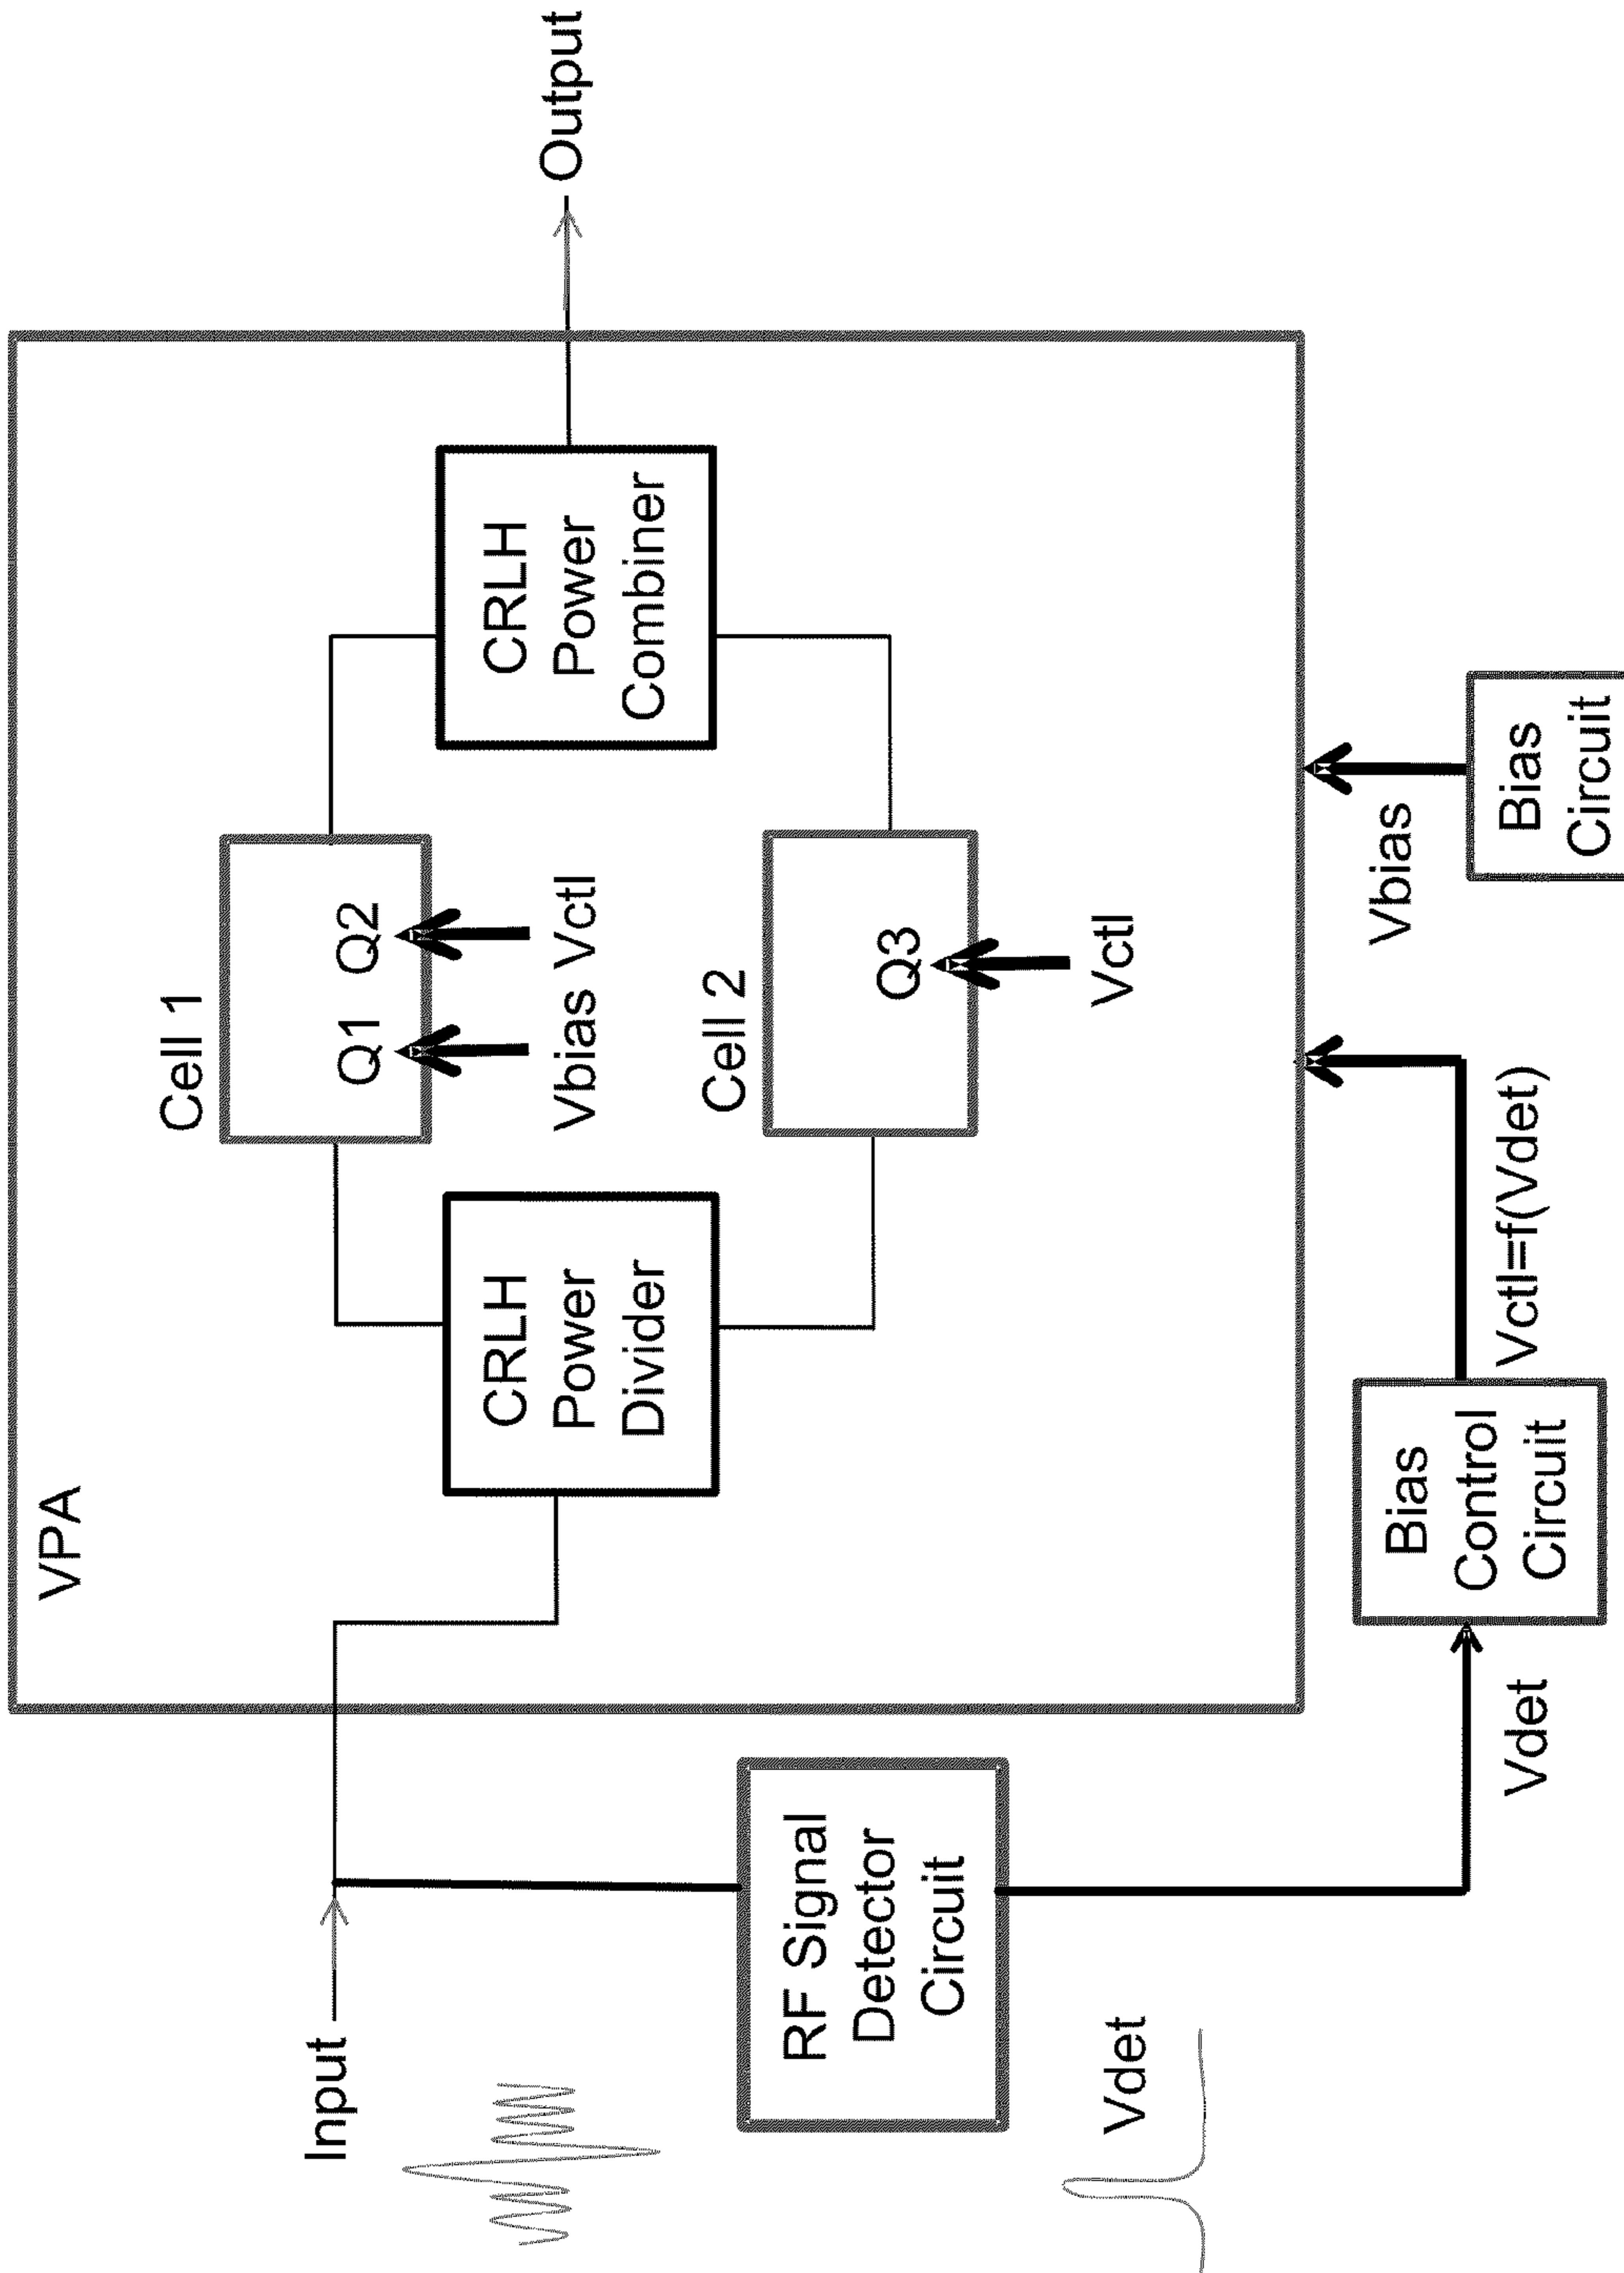 VPA
Cell 1
Q1 Q2
Vbias Vctl
CRLH
Power
Divider
CRLH
Power
Combiner
Cell 2
Q3
Vctl
Input
Output
RF Signal
Detector
Circuit
Vdet
Vdet
Bias
Control
Circuit
Vctl=f(Vdet)
Vbias
Bias
Circuit